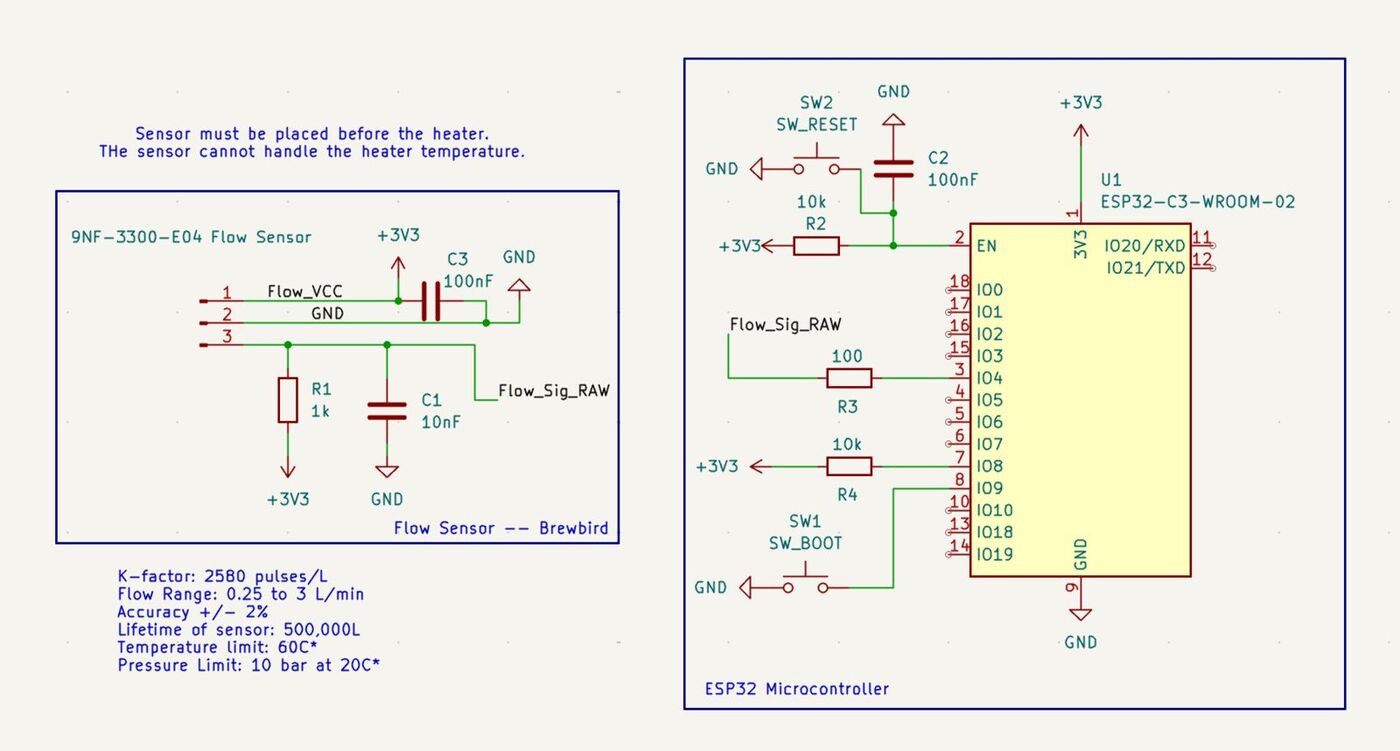 Sensor must be placed before the heater.
THe sensor cannot handle the heater temperature.
9NF-3300-E04 Flow Sensor
+3V3
C3
100nF
GND
1
Flow_VCC
2
GND
3
R1
1k
C1
10nF
Flow_Sig_RAW
+3V3
GND
Flow Sensor -- Brewbird
K-factor: 2580 pulses/L
Flow Range: 0.25 to 3 L/min
Accuracy +/- 2%
Lifetime of sensor: 500,000L
Temperature limit: 60C*
Pressure Limit: 10 bar at 20C*
GND
SW2
SW_RESET
GND
C2
100nF
10k
R2
+3V3
+3V3
U1
ESP32-C3-WROOM-02
1
3V3
2
EN
IO20/RXD
11
IO21/TXD
12
18
IO0
17
IO1
16
IO2
15
IO3
Flow_Sig_RAW
100
R3
3
IO4
4
IO5
5
IO6
6
IO7
10k
+3V3
R4
7
IO8
8
IO9
10
IO10
13
IO18
14
IO19
SW1
SW_BOOT
GND
GND
9
GND
ESP32 Microcontroller